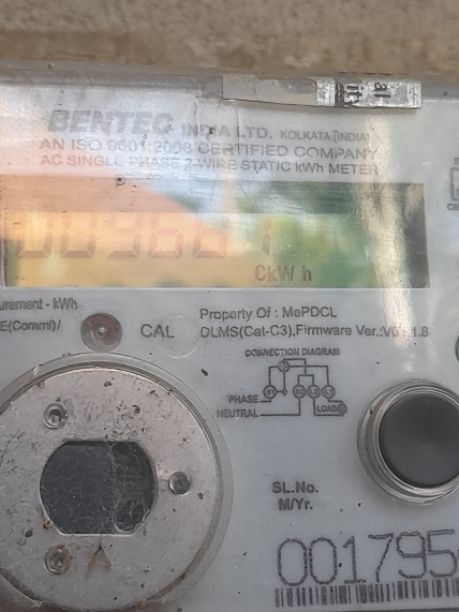 BENTEC INDIA LTD. KOLKATA (INDIA)
AN ISO 9001:2008 CERTIFIED COMPANY
AC SINGLE PHASE 2-WIRE STATIC kWh METER
CkW h
urement - kWh
E(Comml)/
CAL
Property Of : MePDCL
DLMS(Cat-C3),Firmware Ver.:
CONNECTION DIAGRAM
PHASE
NEUTRAL
LOAD
SL.No.
M/Yr.
001795